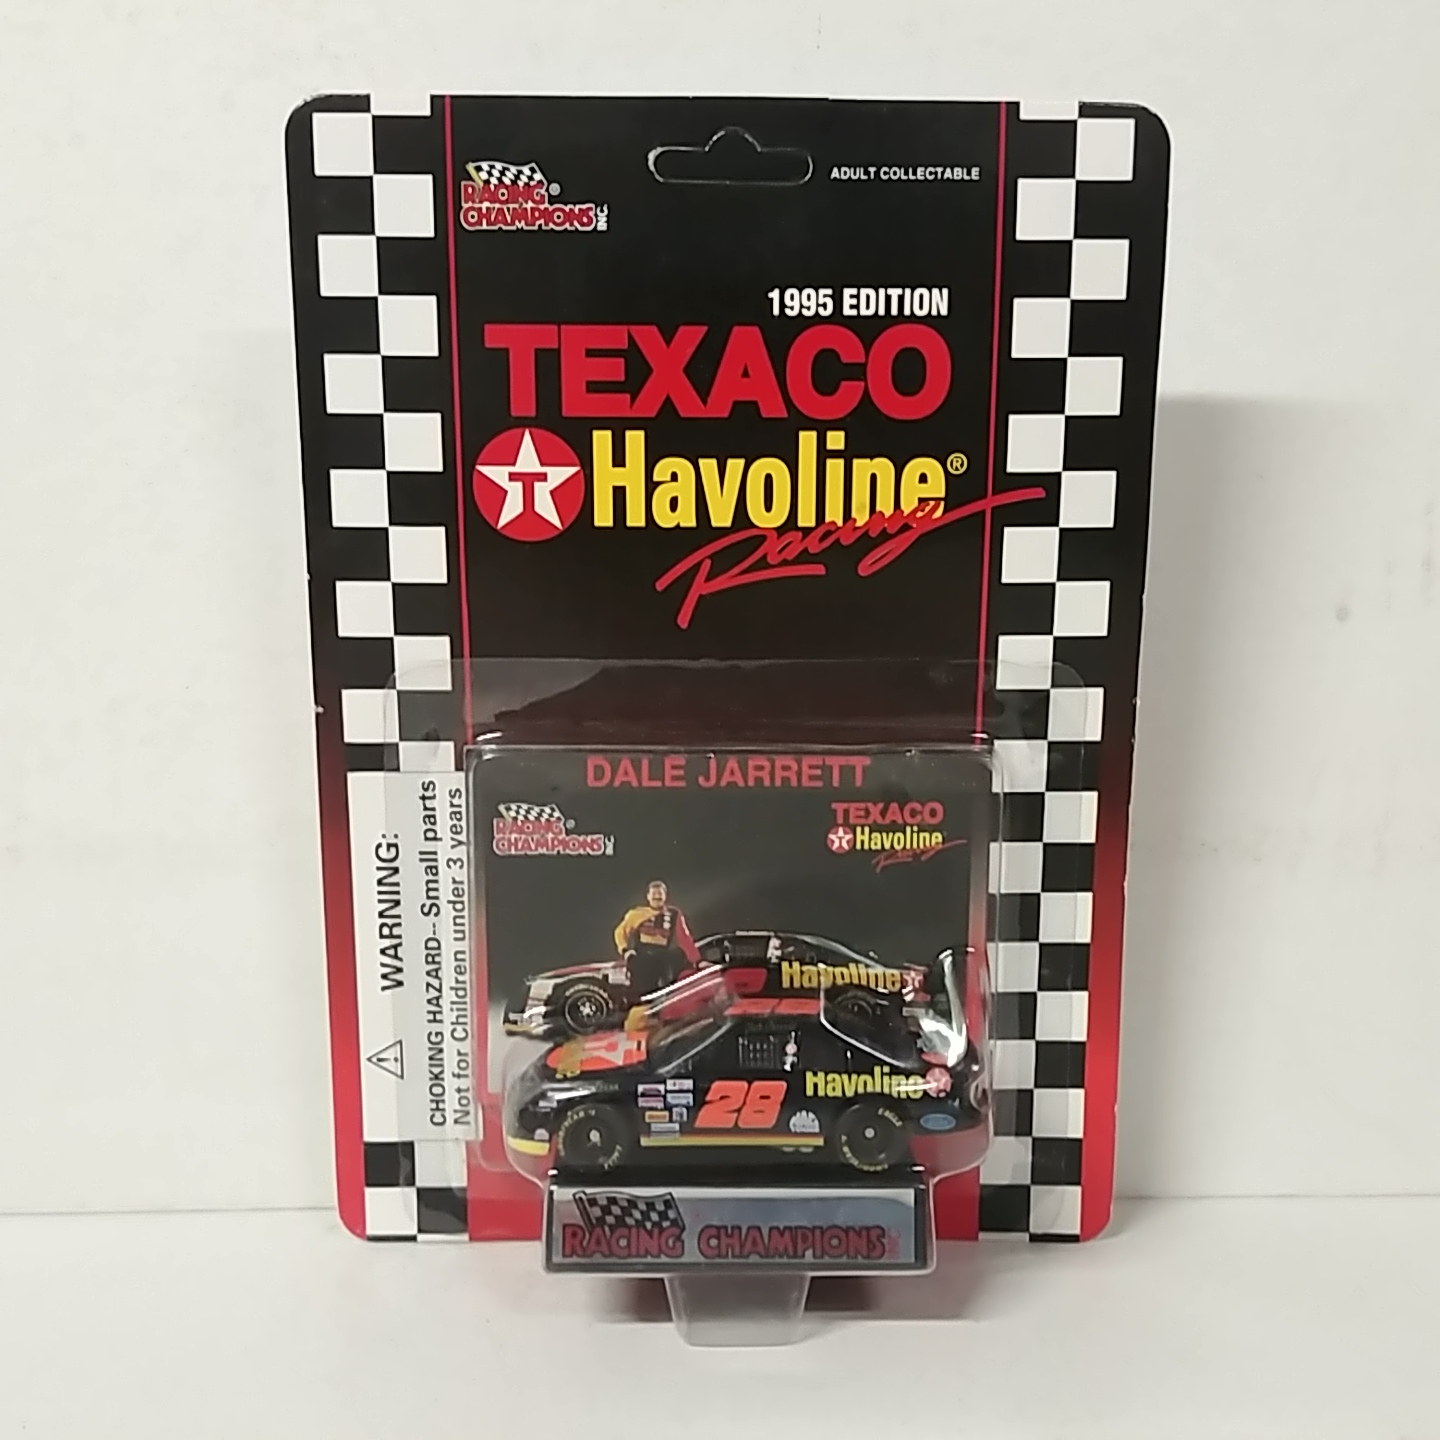 RACING ®
CHAMPIONS INC.
ADULT COLLECTABLE
1995 EDITION
TEXACO
T Havoline®
Racing
DALE JARRETT
RACING
CHAMPIONS
TEXACO
Havoline
Racing
WARNING:
CHOKING HAZARD-- Small parts
Not for Children under 3 years
Havoline
28
Havoline
RACING CHAMPIONS INC